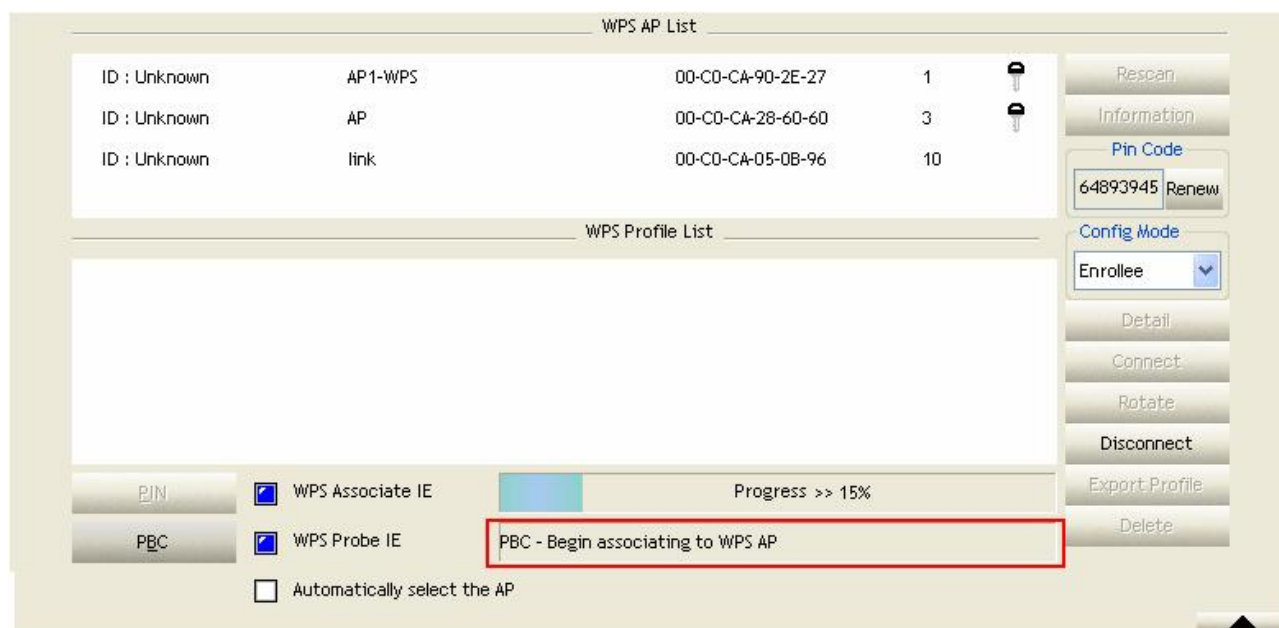 WPS AP List
ID : Unknown AP1-WPS 00-C0-CA-90-2E-27 1
ID : Unknown AP 00-C0-CA-28-60-60 3
ID : Unknown link 00-C0-CA-05-0B-96 10
Rescan
Information
Pin Code
64893945 Renew
Config Mode
Enrollee
Detail
Connect
Rotate
Disconnect
Export Profile
Delete
WPS Profile List
PIN WPS Associate IE Progress >> 15%
PBC WPS Probe IE PBC - Begin associating to WPS AP
Automatically select the AP